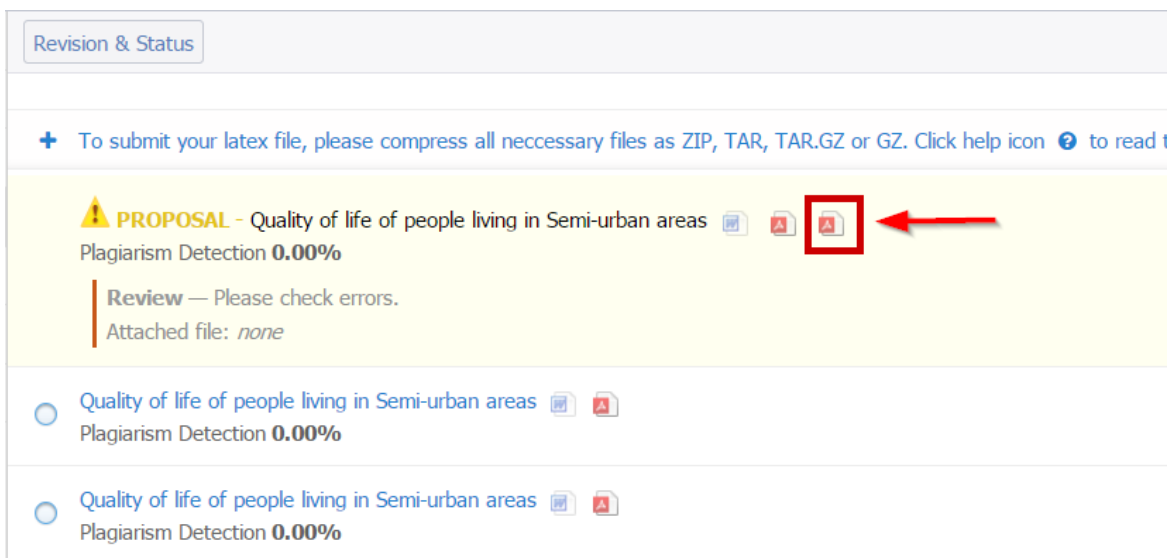 Revision & Status
To submit your latex file, please compress all neccessary files as ZIP, TAR, TAR.GZ or GZ. Click help icon ? to read t
PROPOSAL - Quality of life of people living in Semi-urban areas
Plagiarism Detection 0.00%
Review — Please check errors.
Attached file: none
Quality of life of people living in Semi-urban areas
Plagiarism Detection 0.00%
Quality of life of people living in Semi-urban areas
Plagiarism Detection 0.00%